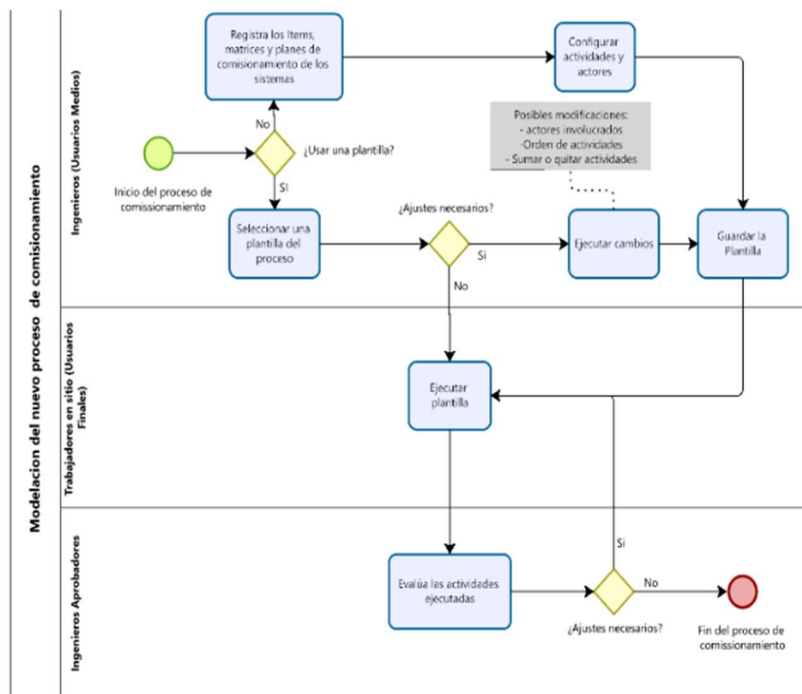 Modelacion del nuevo proceso de comisionamiento
Ingenieros (Usuarios Medios)
Registra los Items,
matrices y planes de
comisionamiento de los
sistemas
Configurar
actividades y
actores
Posibles modificaciones:
- actores involucrados
-Orden de actividades
- Sumar o quitar actividades
No
¿Usar una plantilla?
Inicio del proceso de
comissionamiento
SI
Seleccionar una
plantilla del
proceso
¿Ajustes necesarios?
Si
Ejecutar cambios
Guardar la
Plantilla
No
Trabajadores en sitio (Usuarios
Finales)
Ejecutar
plantilla
Ingenieros Aprobadores
Evalúa las actividades
ejecutadas
Si
No
¿Ajustes necesarios?
Fin del proceso de
comissionamiento